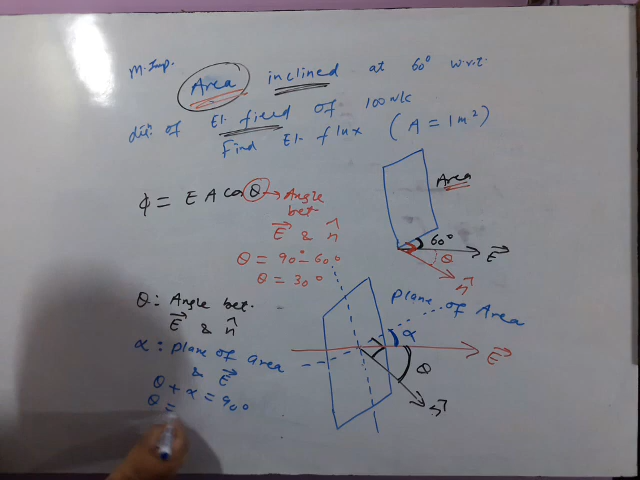 M. Imp.
Area inclined at 60° w.r.t.
dirⁿ of El. field of 100 N/c
Find El. flux ( A = 1 m² )
ϕ = E A cos θ → Angle
bet
E⃗ & n̂
θ = 90° - 60°
θ = 30°
Area
60°
E⃗
θ
n̂
θ : Angle bet.
E⃗ & n̂
α : plane of area
& E⃗
θ + α = 90°
θ =
plane of Area
α
E⃗
θ
n̂